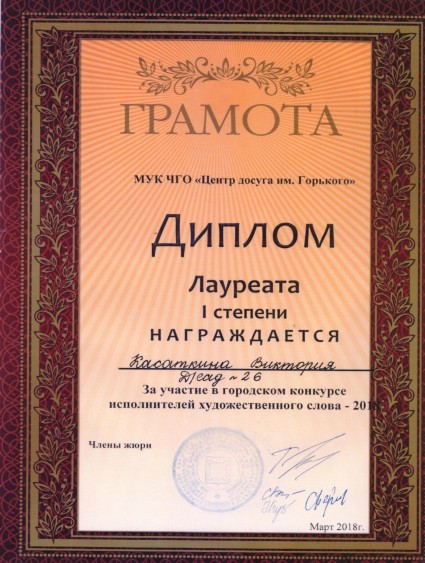 ГРАМОТА
МУК ЧГО «Центр досуга им. Горького»
Диплом
Лауреата
I степени
НАГРАЖДАЕТСЯ
Касаткина Виктория
Д/сад № 26
За участие в городском конкурсе
исполнителей художественного слова - 2018
Члены жюри
Март 2018г.